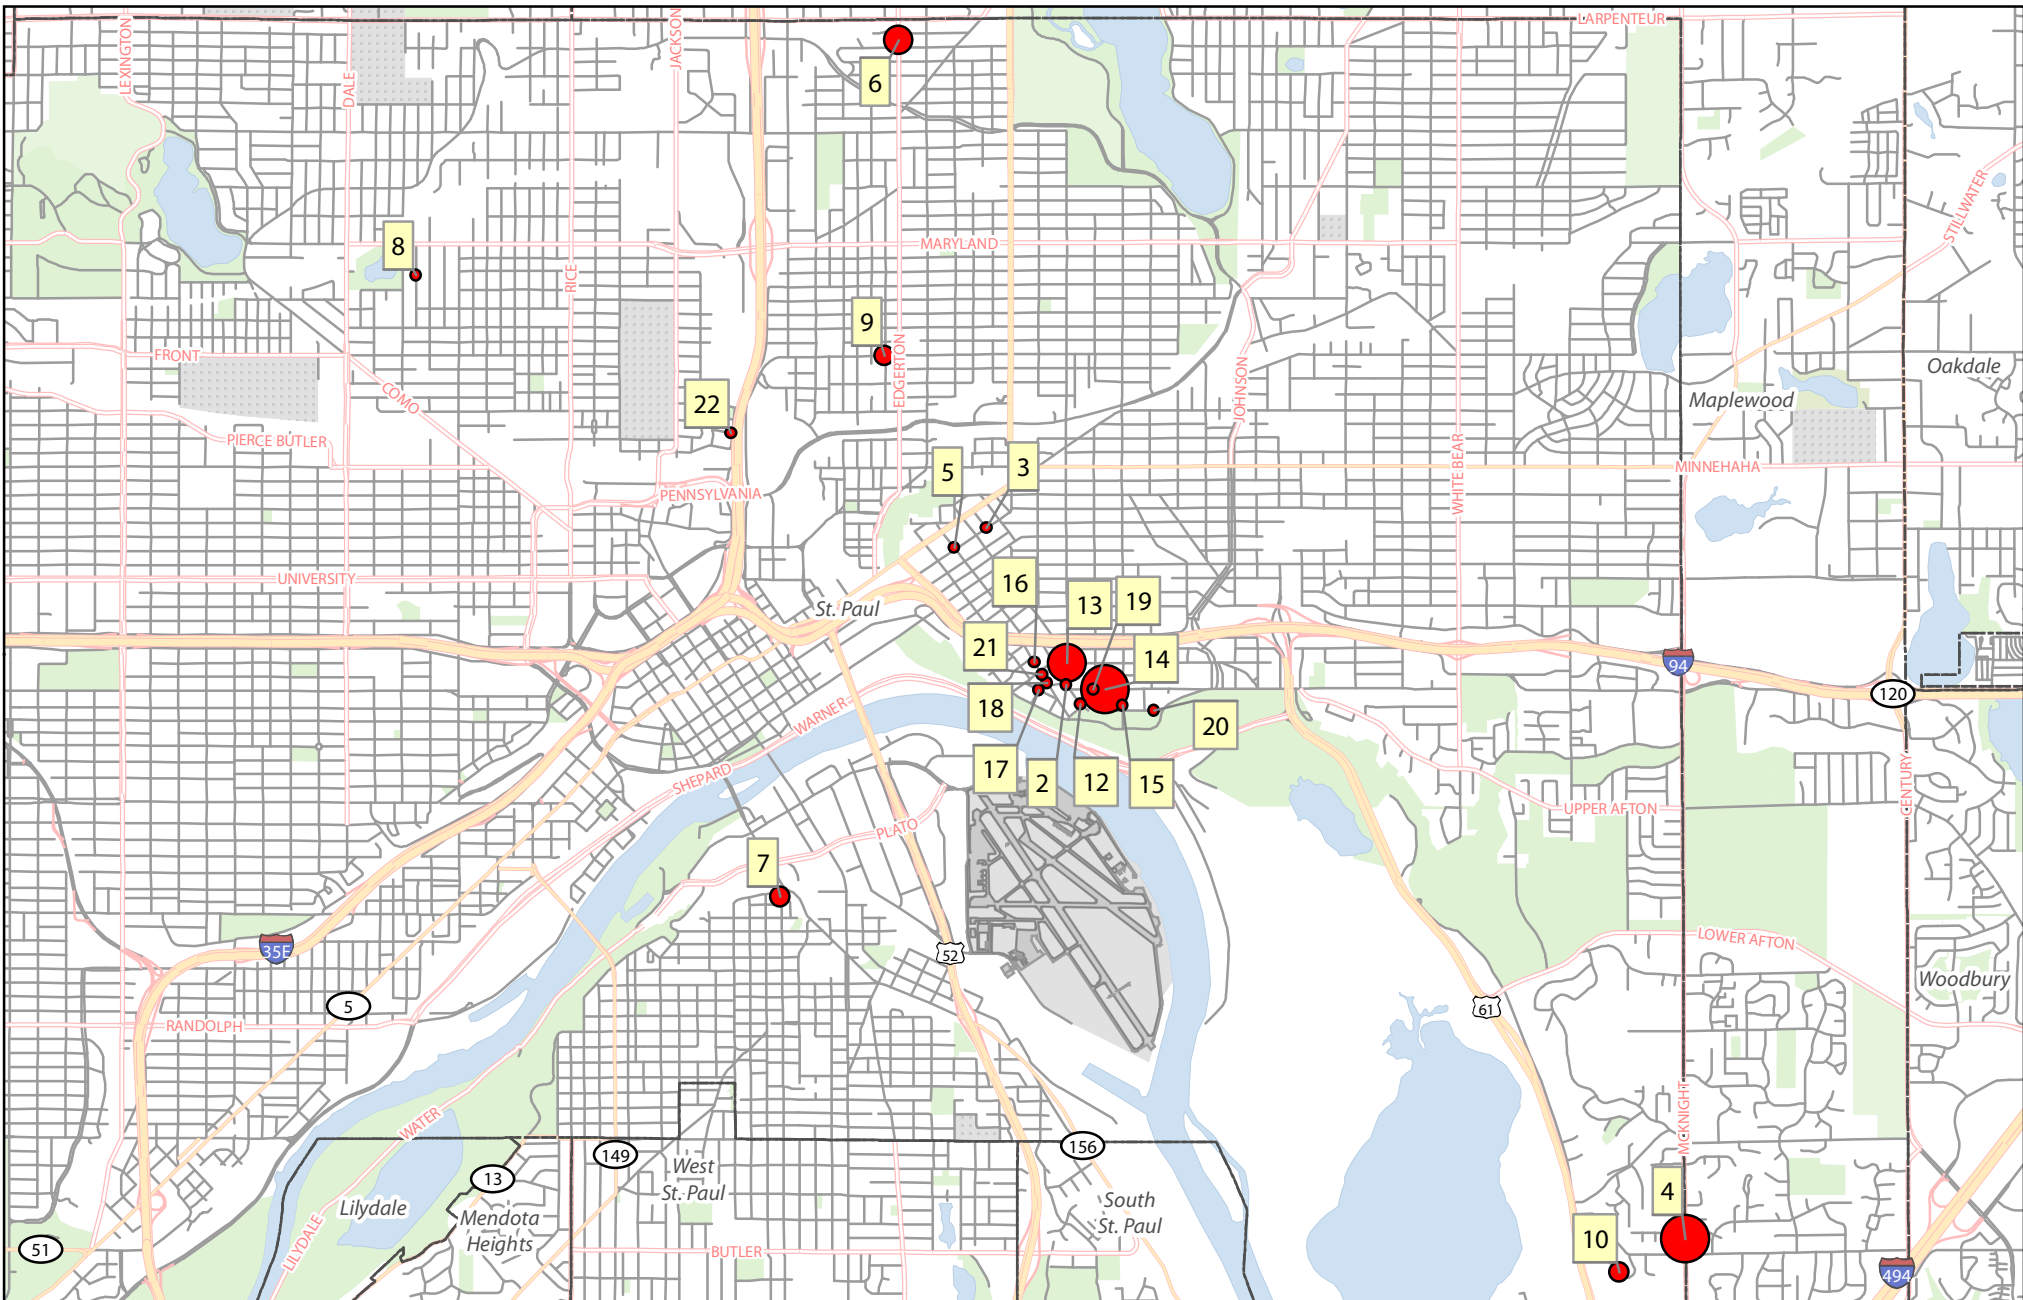 LARPENTEUR
LEXINGTON
DALE
JACKSON
6
STILLWATER
8
MARYLAND
RICE
9
EDGERTON
FRONT
COMO
JOHNSON
Oakdale
Maplewood
22
PIERCE BUTLER
WHITE BEAR
5
3
MINNEHAHA
PENNSYLVANIA
UNIVERSITY
16
St. Paul
13
19
21
14
94
120
18
WARNER
20
17
2
12
15
SHEPARD
CENTURY
UPPER AFTON
PLATO
7
35E
52
LOWER AFTON
Woodbury
5
61
RANDOLPH
WATER
MCKNIGHT
149
156
West
St. Paul
13
4
Lilydale
South
St. Paul
Mendota
Heights
LILYDALE
51
BUTLER
10
494